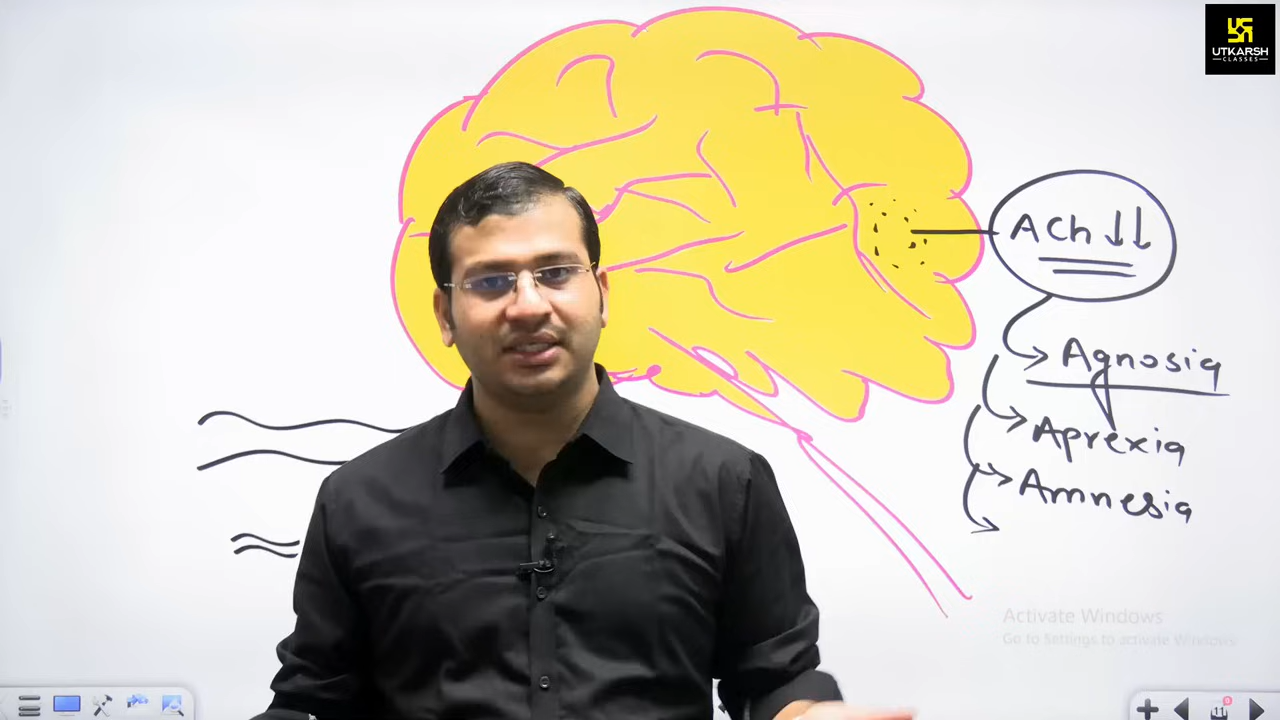 UTKARSH
CLASSES
ACh ↓↓
Agnosia
Aprexia
Amnesia
Activate Windows
Go to Settings to activate Windows.